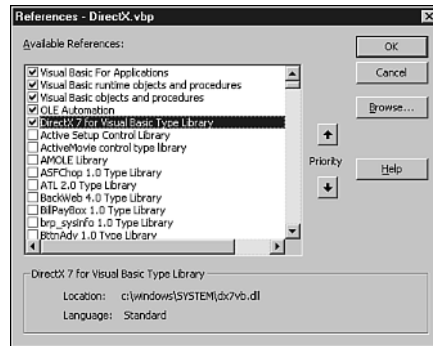 References - DirectX.vbp
Available References:
OK
Cancel
Browse...
Visual Basic For Applications
Visual Basic runtime objects and procedures
Visual Basic objects and procedures
OLE Automation
DirectX 7 for Visual Basic Type Library
Active Setup Control Library
ActiveMovie control type library
AMOLE Library
ASFChop 1.0 Type Library
ATL 2.0 Type Library
BackWeb 4.0 Type Library
BillPayBox 1.0 Type Library
brp_sysinfo 1.0 Type Library
BttnAdv 1.0 Type Library
Priority
Help
DirectX 7 for Visual Basic Type Library
Location: c:\windows\SYSTEM\dx7vb.dll
Language: Standard